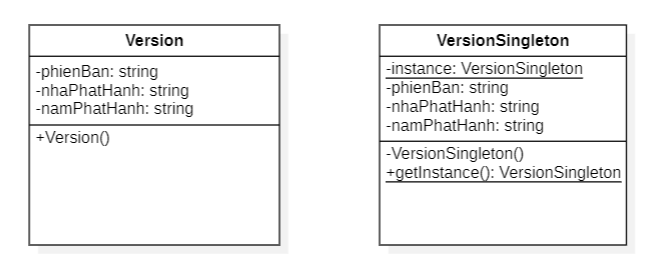 Version
-phienBan: string
-nhaPhatHanh: string
-namPhatHanh: string
+Version()
VersionSingleton
-instance: VersionSingleton
-phienBan: string
-nhaPhatHanh: string
-namPhatHanh: string
-VersionSingleton()
+getInstance(): VersionSingleton